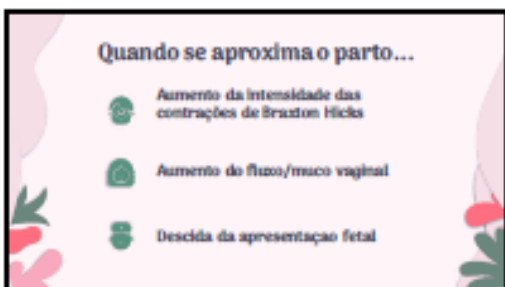 Quando se aproxima o parto...
Aumento da intensidade das
contrações de Braxton Hicks
Aumento do fluxo/muco vaginal
Descida da apresentaçao fetal